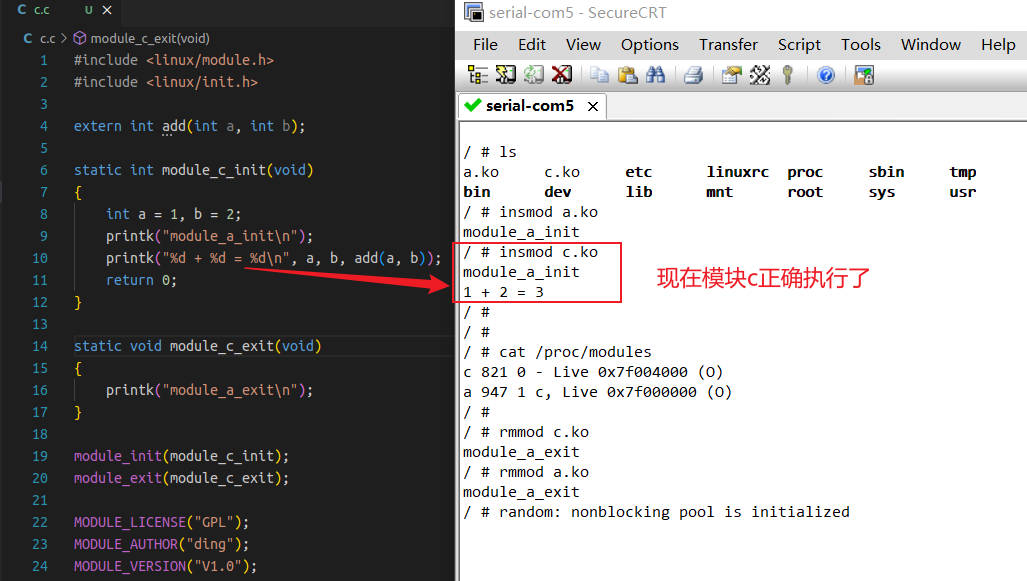 c.c U
c.c > module_c_exit(void)
1 #include <linux/module.h>
2 #include <linux/init.h>
3
4 extern int add(int a, int b);
5
6 static int module_c_init(void)
7 {
8 int a = 1, b = 2;
9 printk("module_a_init\n");
10 printk("%d + %d = %d\n", a, b, add(a, b));
11 return 0;
12 }
13
14 static void module_c_exit(void)
15 {
16 printk("module_a_exit\n");
17 }
18
19 module_init(module_c_init);
20 module_exit(module_c_exit);
21
22 MODULE_LICENSE("GPL");
23 MODULE_AUTHOR("ding");
24 MODULE_VERSION("V1.0");
serial-com5 - SecureCRT
File Edit View Options Transfer Script Tools Window Help
serial-com5
/ # ls
a.ko c.ko etc linuxrc proc sbin tmp
bin dev lib mnt root sys usr
/ # insmod a.ko
module_a_init
/ # insmod c.ko
module_a_init
1 + 2 = 3
现在模块c正确执行了
/ #
/ #
/ # cat /proc/modules
c 821 0 - Live 0x7f004000 (O)
a 947 1 c, Live 0x7f000000 (O)
/ #
/ # rmmod c.ko
module_a_exit
/ # rmmod a.ko
module_a_exit
/ # random: nonblocking pool is initialized